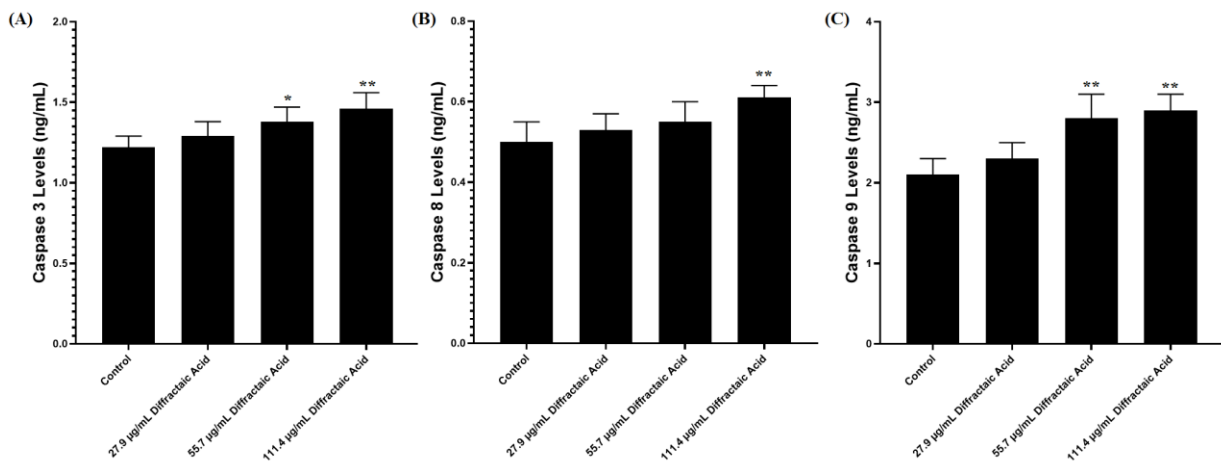 (A)
Caspase 3 Levels (ng/mL)
2.0
1.5
1.0
0.5
0.0
*
**
Control
27.9 µg/mL Diffractaic Acid
55.7 µg/mL Diffractaic Acid
111.4 µg/mL Diffractaic Acid
(B)
Caspase 8 Levels (ng/mL)
0.8
0.6
0.4
0.2
0.0
**
Control
27.9 µg/mL Diffractaic Acid
55.7 µg/mL Diffractaic Acid
111.4 µg/mL Diffractaic Acid
(C)
Caspase 9 Levels (ng/mL)
4
3
2
1
0
**
**
Control
27.9 µg/mL Diffractaic Acid
55.7 µg/mL Diffractaic Acid
111.4 µg/mL Diffractaic Acid